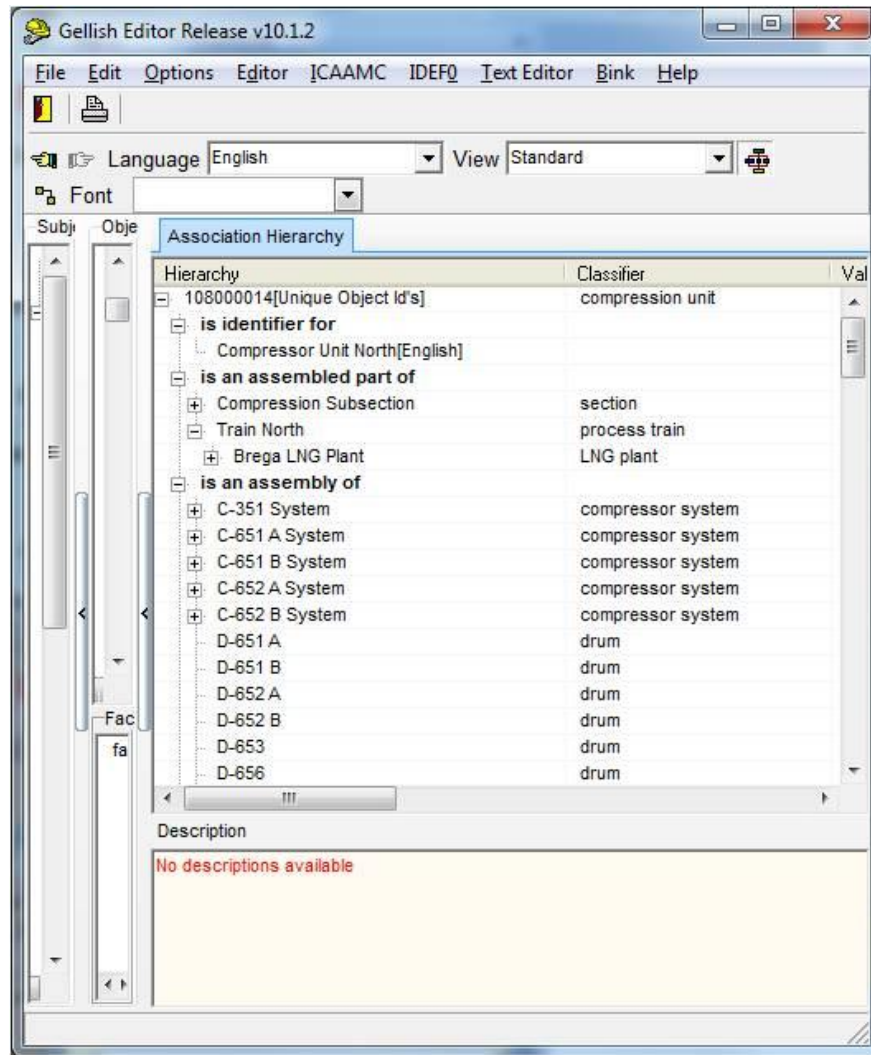 Gellish Editor Release v10.1.2
File Edit Options Editor ICAAMC IDEF0 Text Editor Bink Help
Language English View Standard
Font
Subj Obje Association Hierarchy
Hierarchy Classifier Val
108000014[Unique Object Id's] compression unit
is identifier for
Compressor Unit North[English]
is an assembled part of
Compression Subsection section
Train North process train
Brega LNG Plant LNG plant
is an assembly of
C-351 System compressor system
C-651 A System compressor system
C-651 B System compressor system
C-652 A System compressor system
C-652 B System compressor system
D-651 A drum
D-651 B drum
D-652 A drum
D-652 B drum
Fac
D-653 drum
fa
D-656 drum
Description
No descriptions available